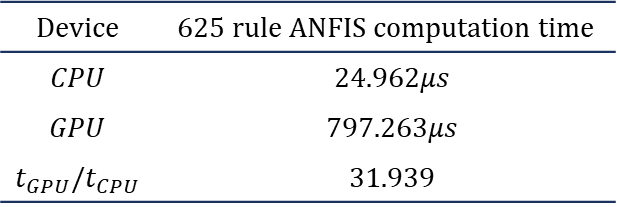 Device 625 rule ANFIS computation time
CPU 24.962μs
GPU 797.263μs
t_GPU/t_CPU 31.939